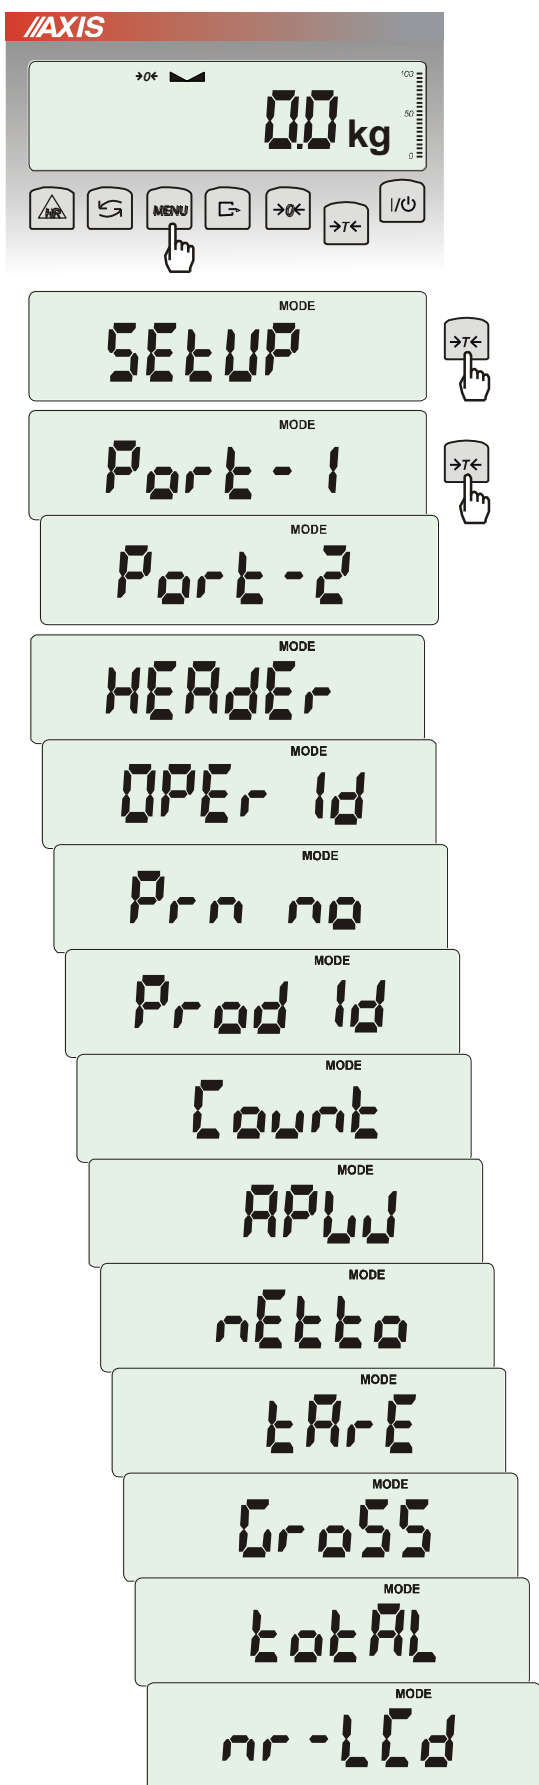 AXIS
→0← 100
50
0.0 kg
0
HR MENU →0← →T← I/⏻
MODE
SEtUP
→T←
MODE
Port-1
→T←
MODE
Port-2
MODE
HEAdEr
MODE
OPEr Id
MODE
Prn no
MODE
Prod Id
MODE
Count
MODE
APW
MODE
nEtto
MODE
tArE
MODE
GroSS
MODE
totAL
MODE
nr-LCd